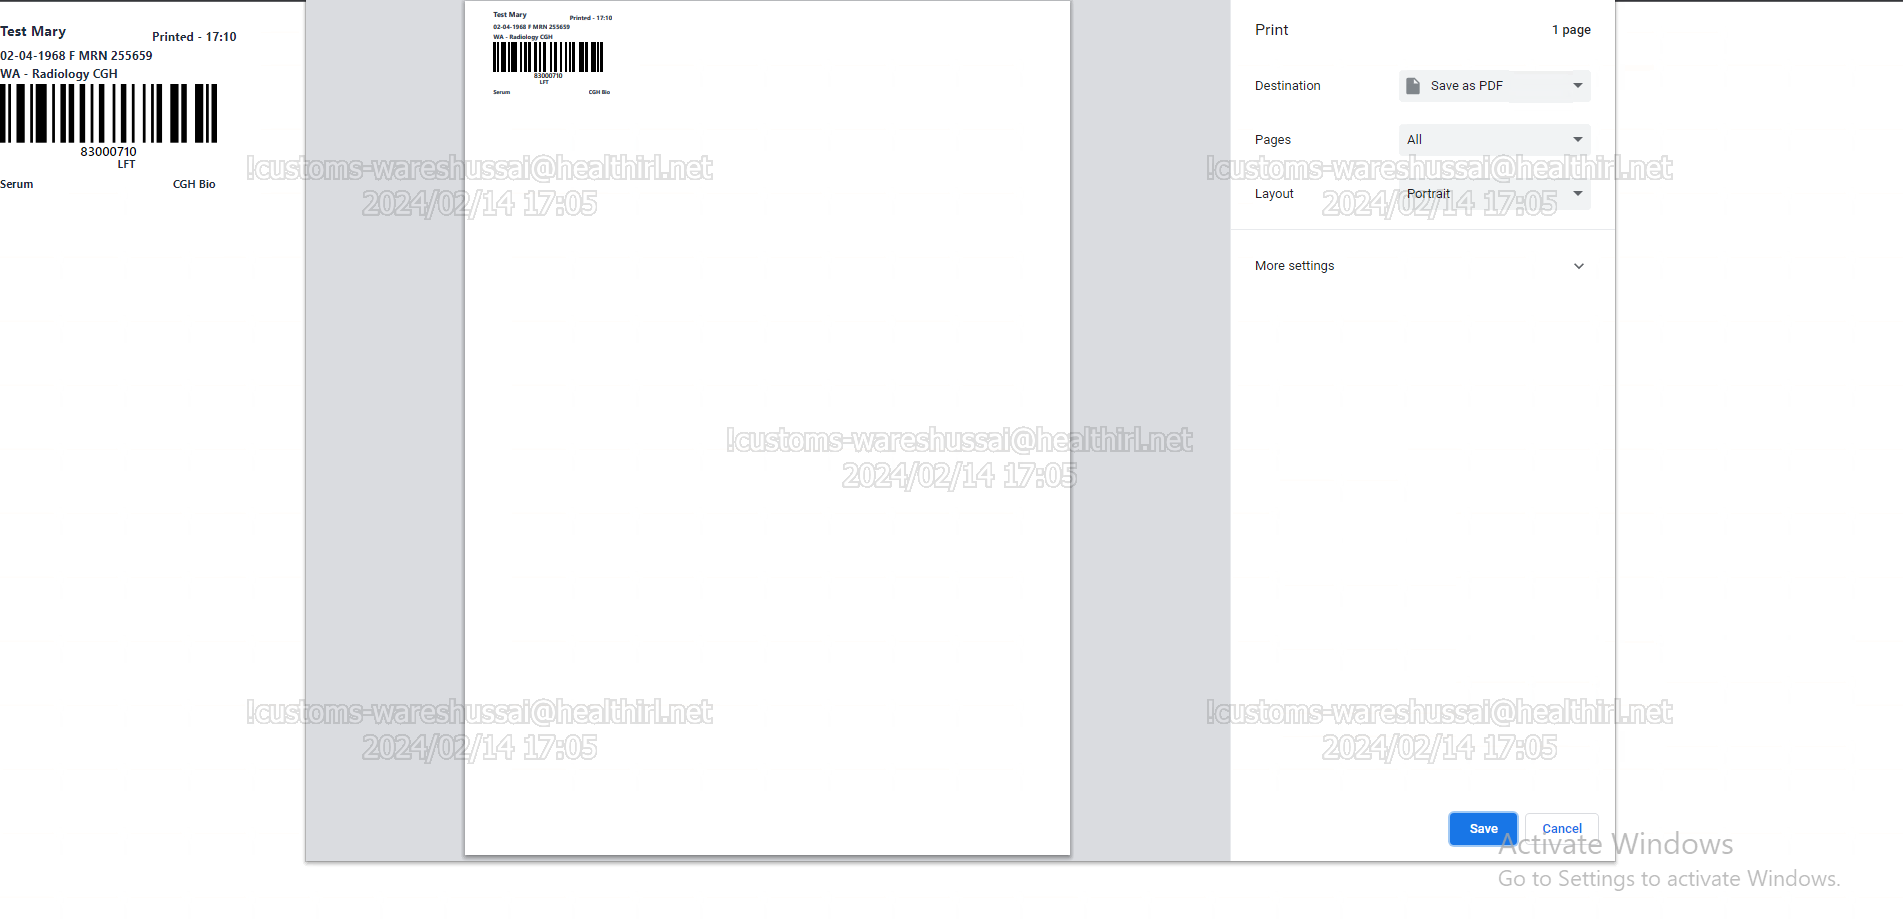 Test Mary
Printed - 17:10
02-04-1968 F MRN 255659
WA - Radiology CGH
83000710
LFT
Serum
CGH Bio
Test Mary
Printed - 17:10
02-04-1968 F MRN 255659
WA - Radiology CGH
83000710
LFT
Serum
CGH Bio
Print
1 page
Destination
Save as PDF
Pages
All
Layout
Portrait
More settings
Save
Cancel
!customs-wareshussai@healthirl.net
2024/02/14 17:05
!customs-wareshussai@healthirl.net
2024/02/14 17:05
!customs-wareshussai@healthirl.net
2024/02/14 17:05
!customs-wareshussai@healthirl.net
2024/02/14 17:05
!customs-wareshussai@healthirl.net
2024/02/14 17:05
Activate Windows
Go to Settings to activate Windows.